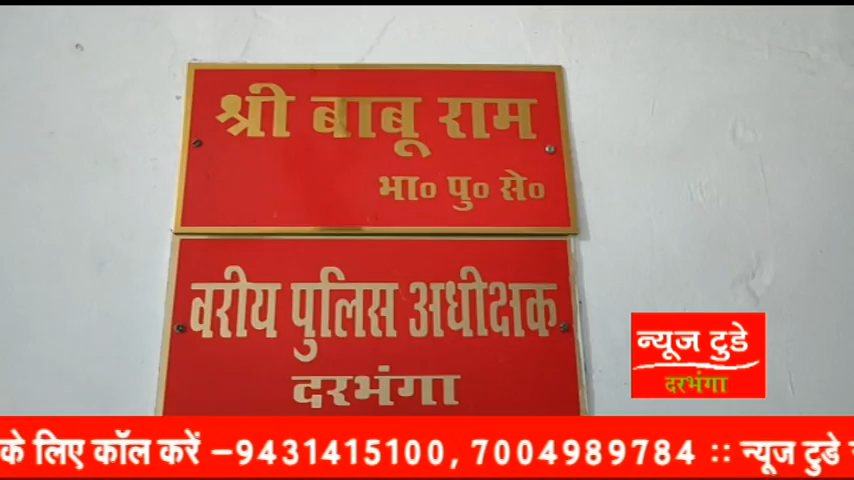 श्री बाबू राम
भा० पु० से०
वरीय पुलिस अधीक्षक
दरभंगा
न्यूज टुडे
दरभंगा
के लिए कॉल करें –9431415100, 7004989784 :: न्यूज टुडे